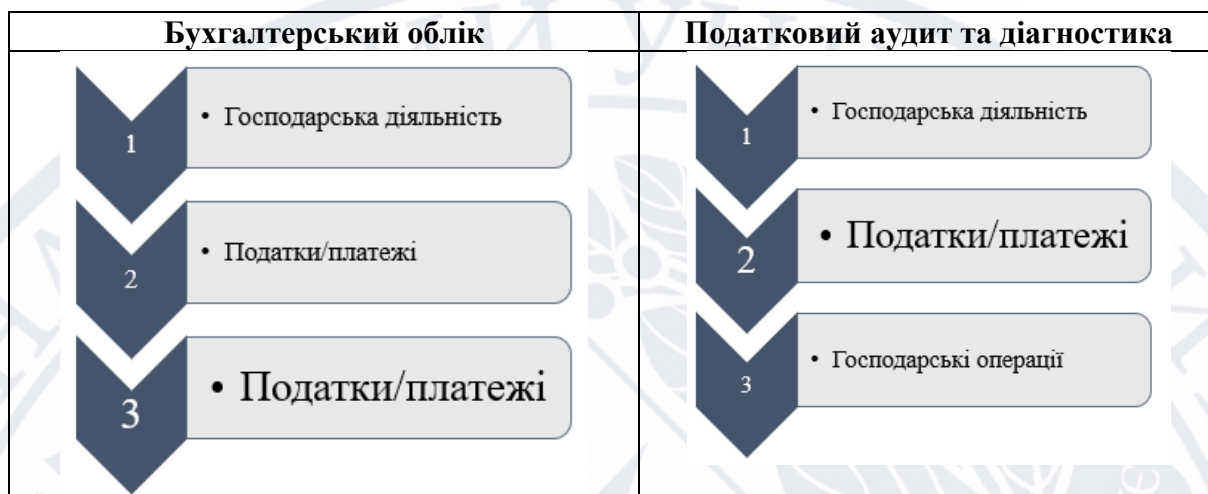 Бухгалтерський облік
Податковий аудит та діагностика
1
• Господарська діяльність
2
• Податки/платежі
3
• Податки/платежі
1
• Господарська діяльність
2
• Податки/платежі
3
• Господарські операції